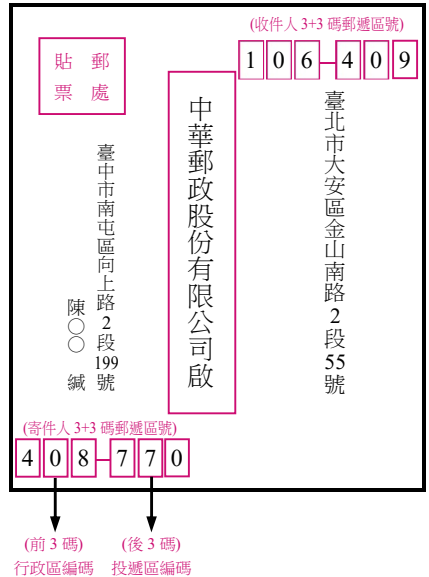 (收件人 3+3 碼郵遞區號)
106-409
臺北市大安區金山南路2段55號
中華郵政股份有限公司啟
貼郵
票處
臺中市南屯區向上路2段199號
陳○○ 緘
(寄件人 3+3 碼郵遞區號)
408-770
(前 3 碼)
行政區編碼
(後 3 碼)
投遞區編碼